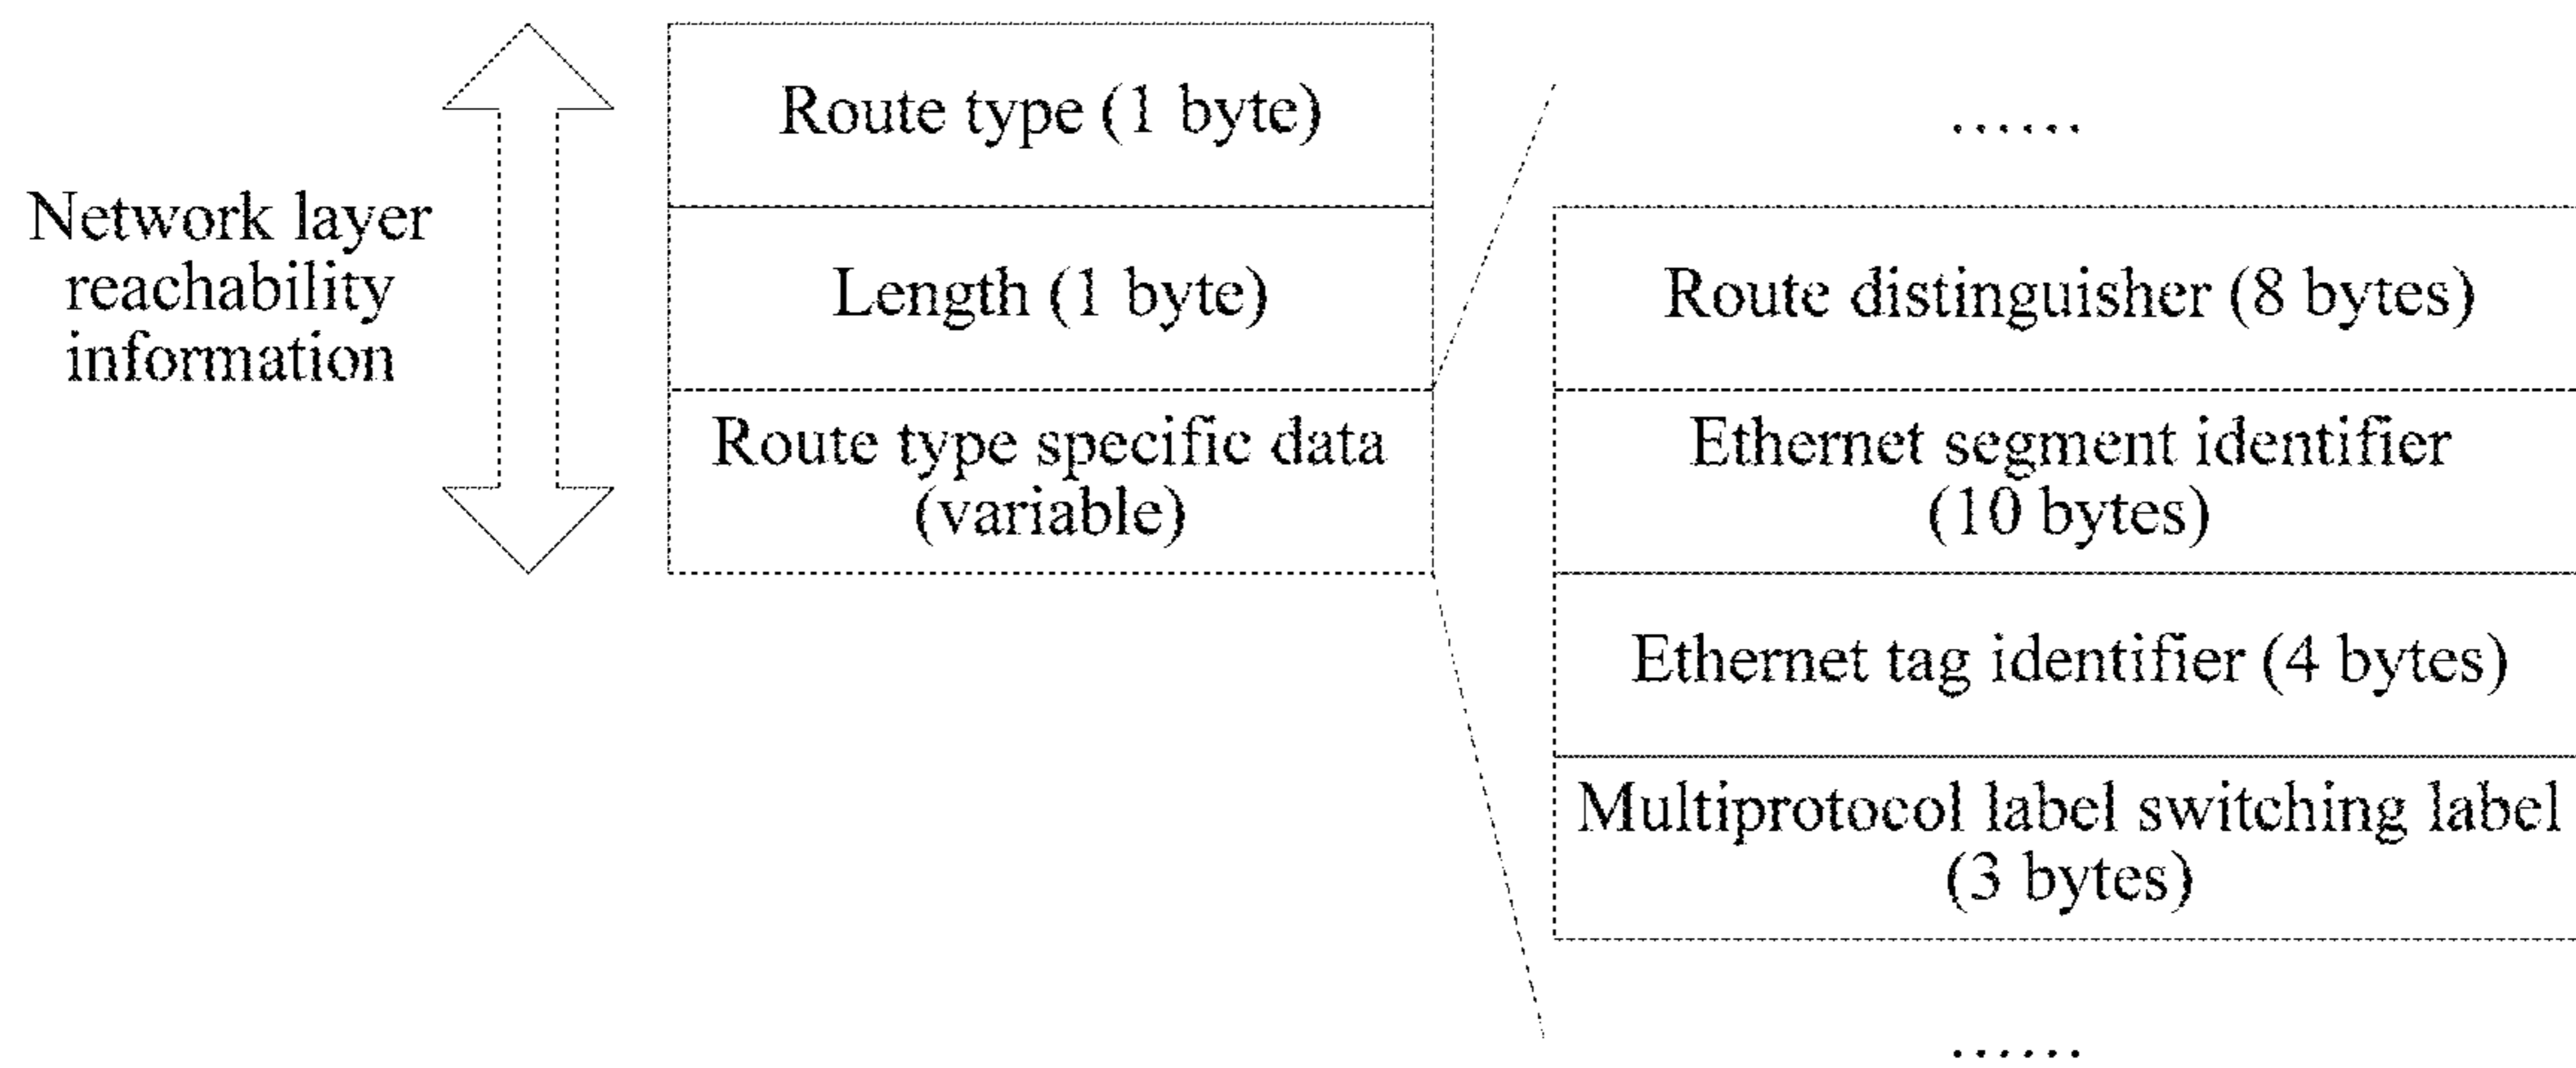 Network layer
reachability
information
Route type (1 byte)
Length (1 byte)
Route type specific data
(variable)
......
Route distinguisher (8 bytes)
Ethernet segment identifier
(10 bytes)
Ethernet tag identifier (4 bytes)
Multiprotocol label switching label
(3 bytes)
......